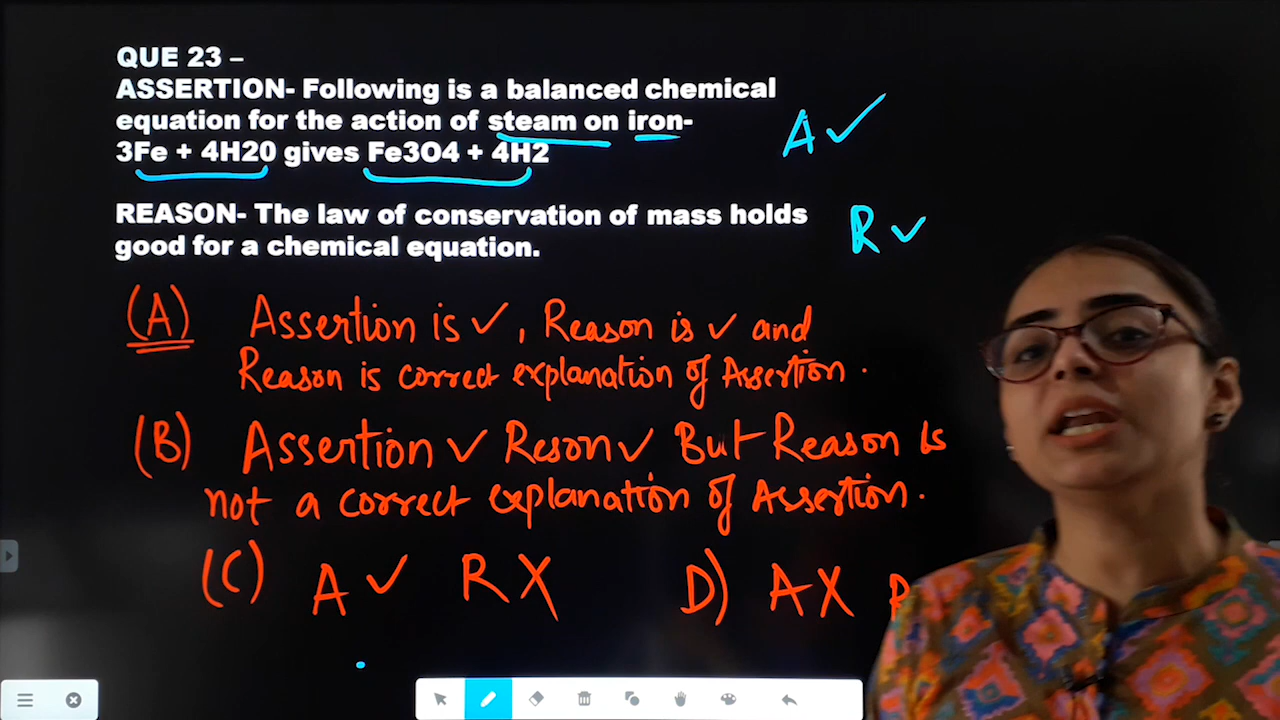 QUE 23 –
ASSERTION- Following is a balanced chemical
equation for the action of steam on iron-
3Fe + 4H20 gives Fe3O4 + 4H2
A ✓
REASON- The law of conservation of mass holds
good for a chemical equation.
R ✓
(A) Assertion is ✓, Reason is ✓ and
Reason is correct explanation of Assertion.
(B) Assertion ✓ Reson ✓ But Reason is
not a correct explanation of Assertion.
(C) A ✓ R X D) A X R